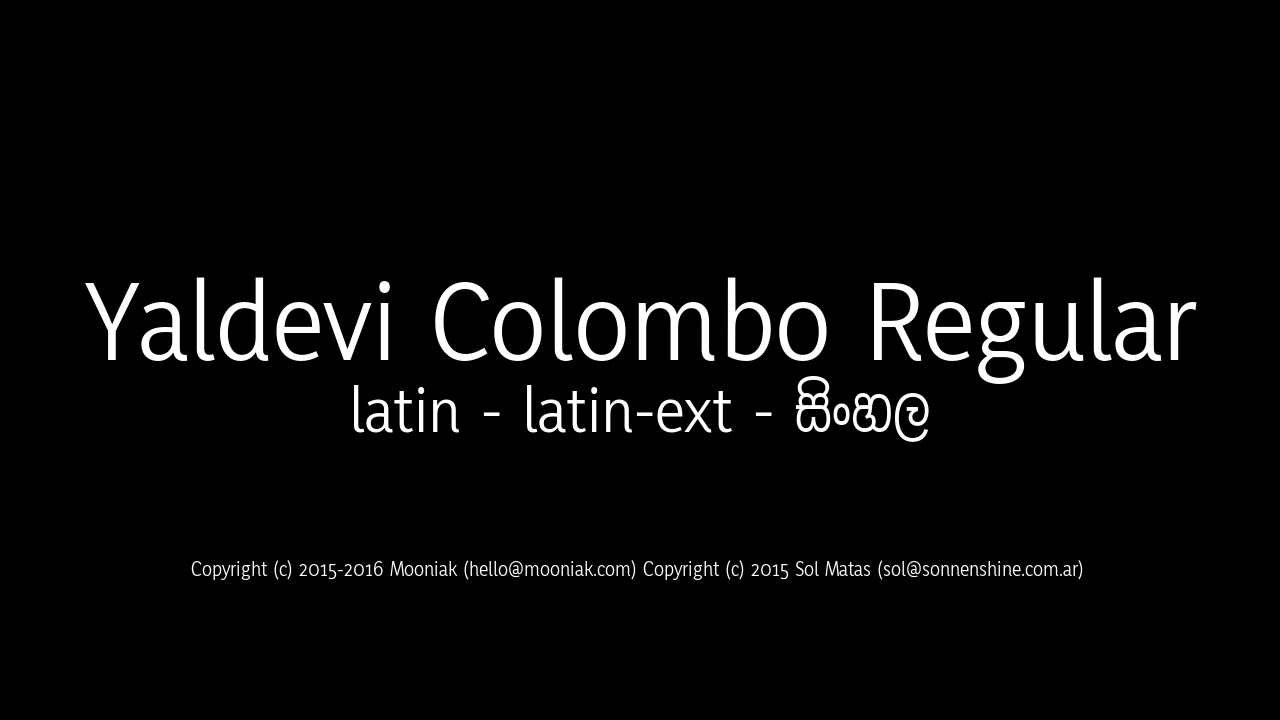 Yaldevi Colombo Regular
latin - latin-ext - සිංහල
Copyright (c) 2015-2016 Mooniak (hello@mooniak.com) Copyright (c) 2015 Sol Matas (sol@sonnenshine.com.ar)